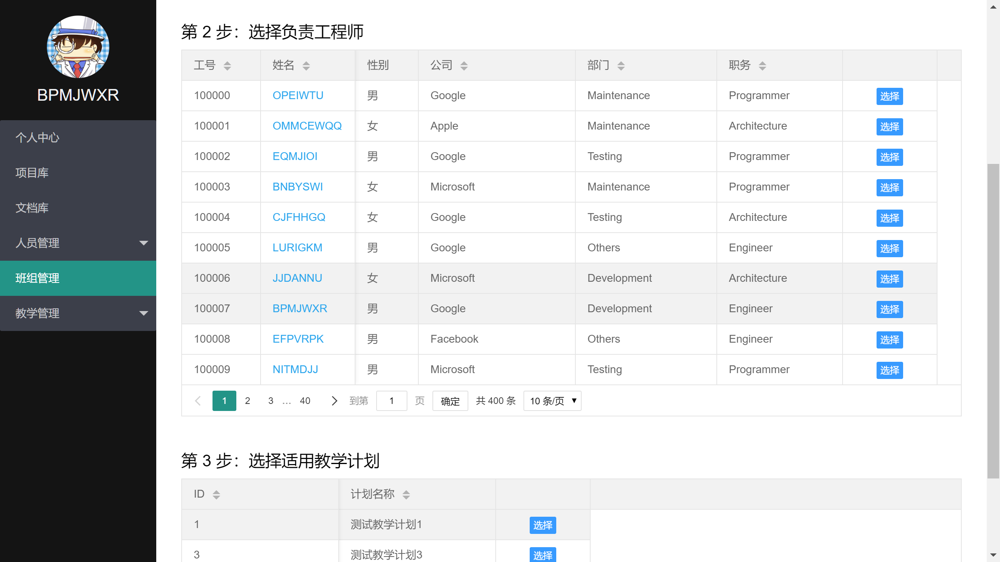 BPMJWXR
个人中心
项目库
文档库
人员管理
班组管理
教学管理
第 2 步：选择负责工程师
工号 姓名 性别 公司 部门 职务
100000 OPEIWTU 男 Google Maintenance Programmer 选择
100001 OMMCEWQQ 女 Apple Maintenance Architecture 选择
100002 EQMJIOI 男 Google Testing Programmer 选择
100003 BNBYSWI 女 Microsoft Maintenance Programmer 选择
100004 CJFHHGQ 女 Google Testing Architecture 选择
100005 LURIGKM 男 Google Others Engineer 选择
100006 JJDANNU 女 Microsoft Development Architecture 选择
100007 BPMJWXR 男 Google Development Engineer 选择
100008 EFPVRPK 男 Facebook Others Engineer 选择
100009 NITMDJJ 男 Microsoft Testing Programmer 选择
1 2 3 … 40 到第 1 页 确定 共 400 条 10 条/页
第 3 步：选择适用教学计划
ID 计划名称
1 测试教学计划1 选择
3 测试教学计划3 选择